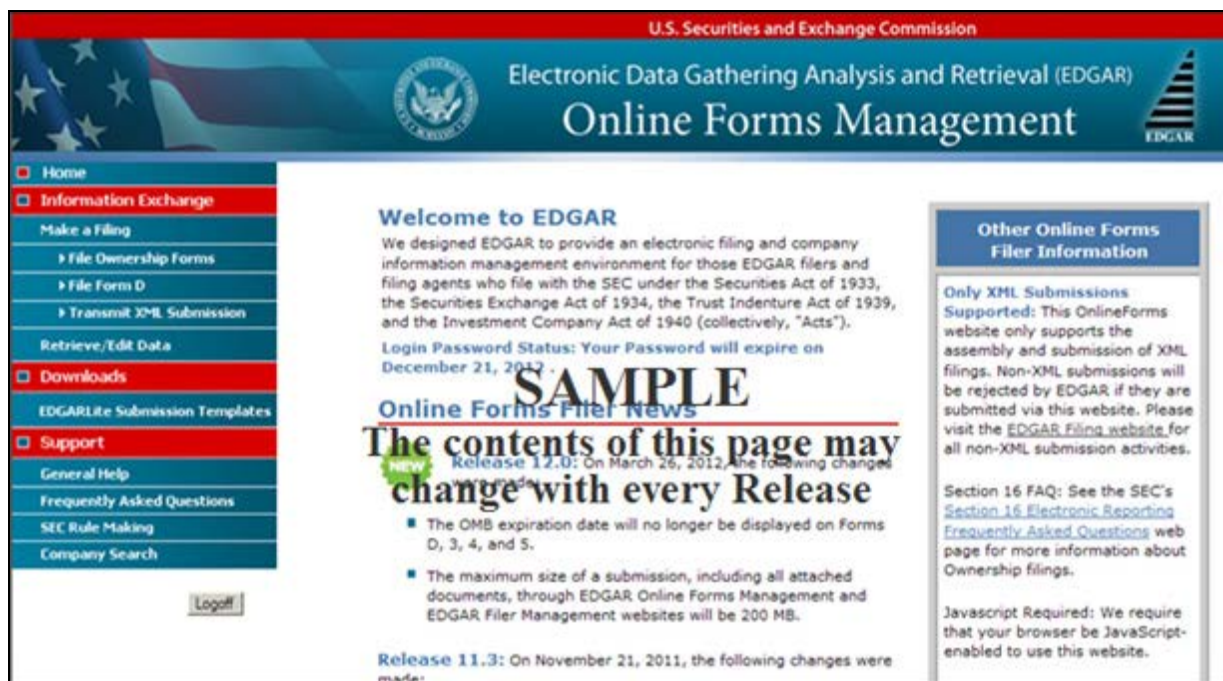 U.S. Securities and Exchange Commission
Electronic Data Gathering Analysis and Retrieval (EDGAR)
Online Forms Management
EDGAR
Home
Information Exchange
Make a Filing
File Ownership Forms
File Form D
Transmit XML Submission
Retrieve/Edit Data
Downloads
EDGARLite Submission Templates
Support
General Help
Frequently Asked Questions
SEC Rule Making
Company Search
Logoff
Welcome to EDGAR
We designed EDGAR to provide an electronic filing and company
information management environment for those EDGAR filers and
filing agents who file with the SEC under the Securities Act of 1933,
the Securities Exchange Act of 1934, the Trust Indenture Act of 1939,
and the Investment Company Act of 1940 (collectively, "Acts").
Login Password Status: Your Password will expire on
December 21, 2012 .
SAMPLE
Online Forms Filer News
The contents of this page may
change with every Release
NEW
Release 12.0: On March 26, 2012, the following changes
were made:
The OMB expiration date will no longer be displayed on Forms
D, 3, 4, and 5.
The maximum size of a submission, including all attached
documents, through EDGAR Online Forms Management and
EDGAR Filer Management websites will be 200 MB.
Release 11.3: On November 21, 2011, the following changes were
made:
Other Online Forms
Filer Information
Only XML Submissions
Supported: This OnlineForms
website only supports the
assembly and submission of XML
filings. Non-XML submissions will
be rejected by EDGAR if they are
submitted via this website. Please
visit the EDGAR Filing website for
all non-XML submission activities.
Section 16 FAQ: See the SEC's
Section 16 Electronic Reporting
Frequently Asked Questions web
page for more information about
Ownership filings.
Javascript Required: We require
that your browser be JavaScript-
enabled to use this website.